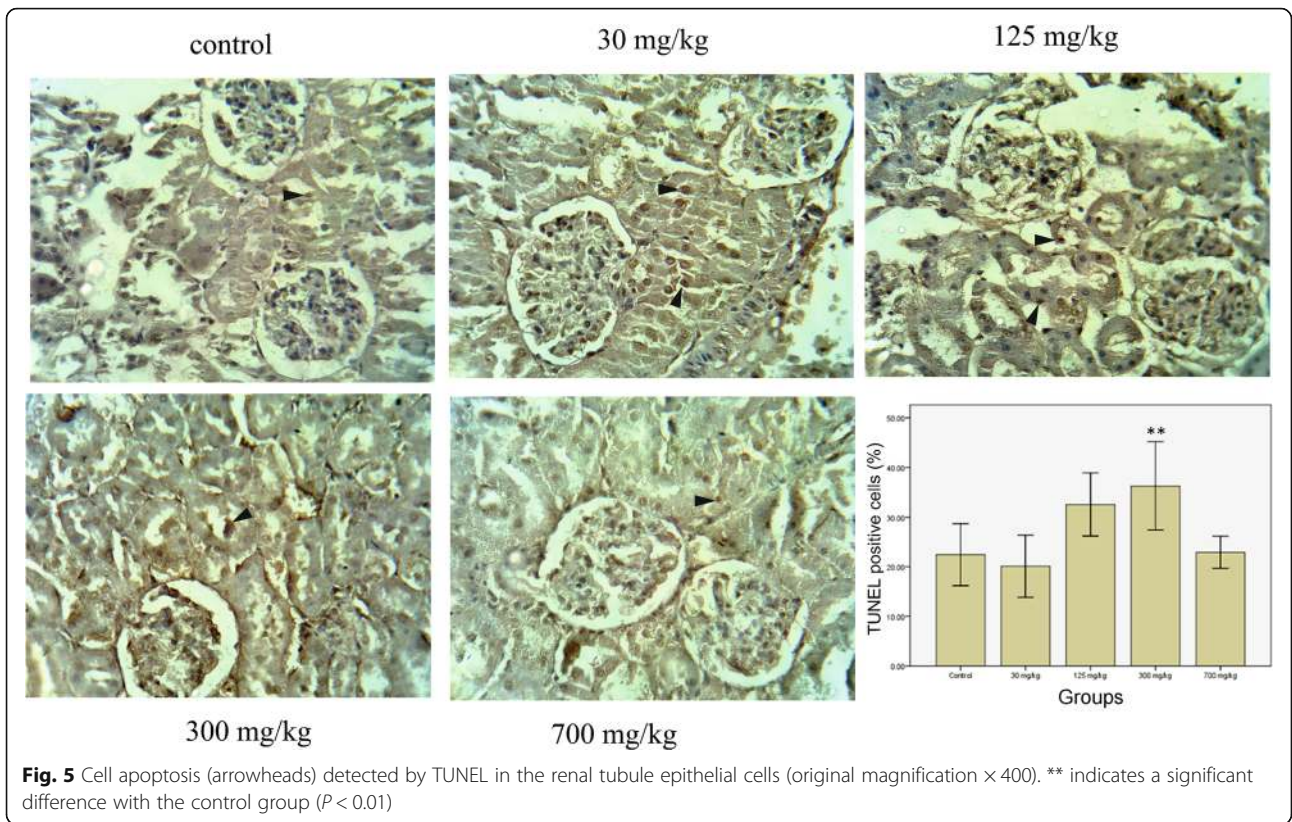 control
30 mg/kg
125 mg/kg
300 mg/kg
700 mg/kg
TUNEL positive cells (%)
50.00
40.00
30.00
20.00
10.00
0.00
**
Control
30 mg/kg
125 mg/kg
300 mg/kg
700 mg/kg
Groups
Fig. 5 Cell apoptosis (arrowheads) detected by TUNEL in the renal tubule epithelial cells (original magnification × 400). ** indicates a significant
difference with the control group (P < 0.01)